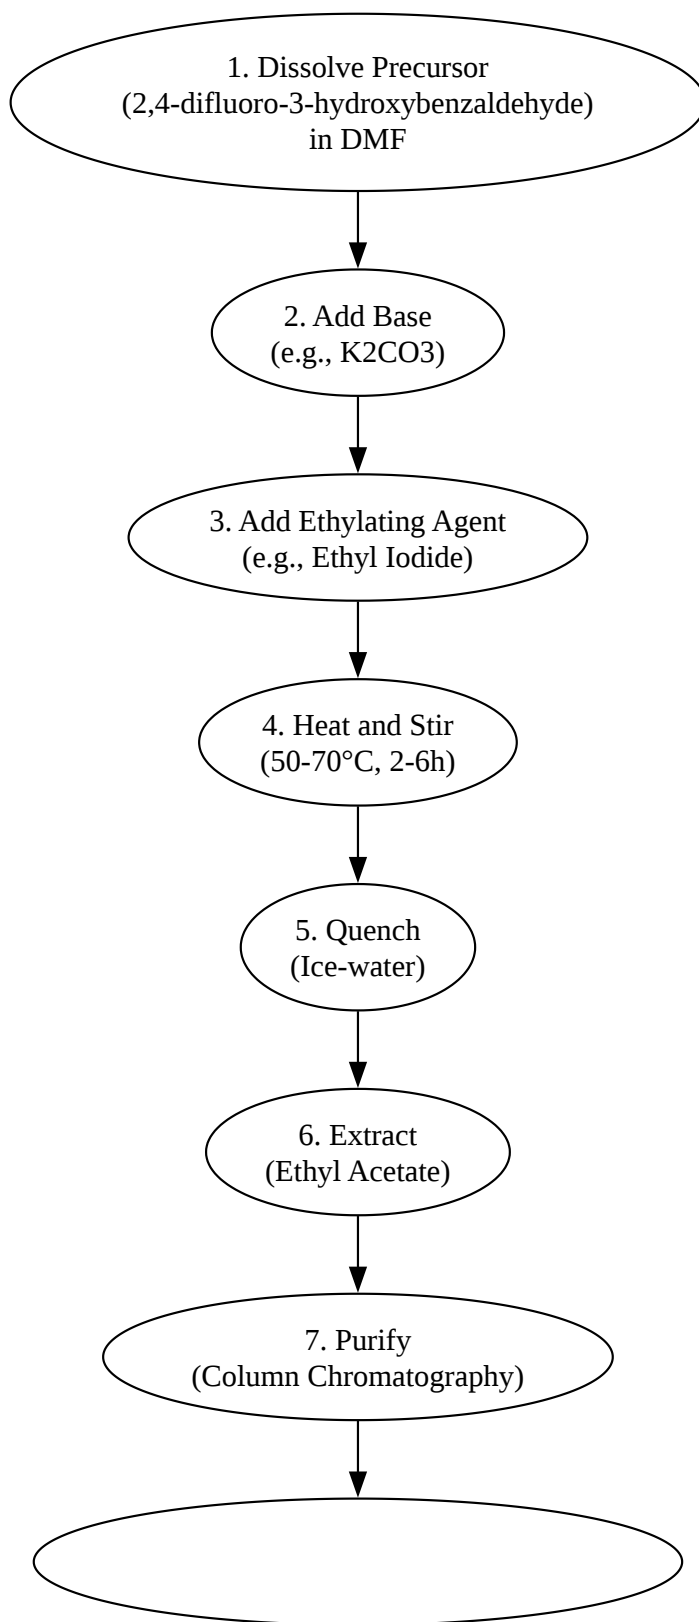 1. Dissolve Precursor
(2,4-difluoro-3-hydroxybenzaldehyde)
in DMF
2. Add Base
(e.g., K2CO3)
3. Add Ethylating Agent
(e.g., Ethyl Iodide)
4. Heat and Stir
(50-70°C, 2-6h)
5. Quench
(Ice-water)
6. Extract
(Ethyl Acetate)
7. Purify
(Column Chromatography)